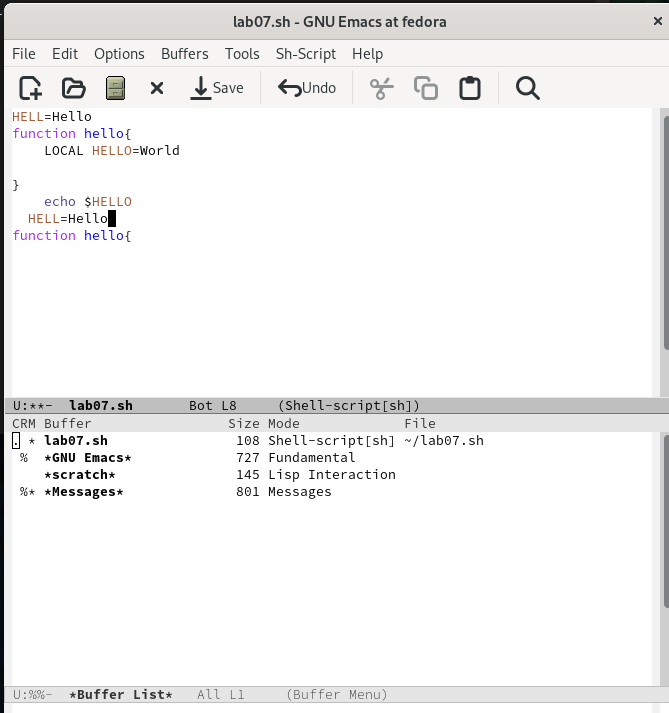 lab07.sh - GNU Emacs at fedora
File Edit Options Buffers Tools Sh-Script Help
Save Undo
HELL=Hello
function hello{
    LOCAL HELLO=World
}
    echo $HELLO
  HELL=Hello
function hello{
U:**-  lab07.sh       Bot L8     (Shell-script[sh])
CRM Buffer                 Size Mode             File
. * lab07.sh                108 Shell-script[sh] ~/lab07.sh
 %  *GNU Emacs*             727 Fundamental
    *scratch*               145 Lisp Interaction
 %* *Messages*              801 Messages
U:%%-  *Buffer List*   All L1     (Buffer Menu)